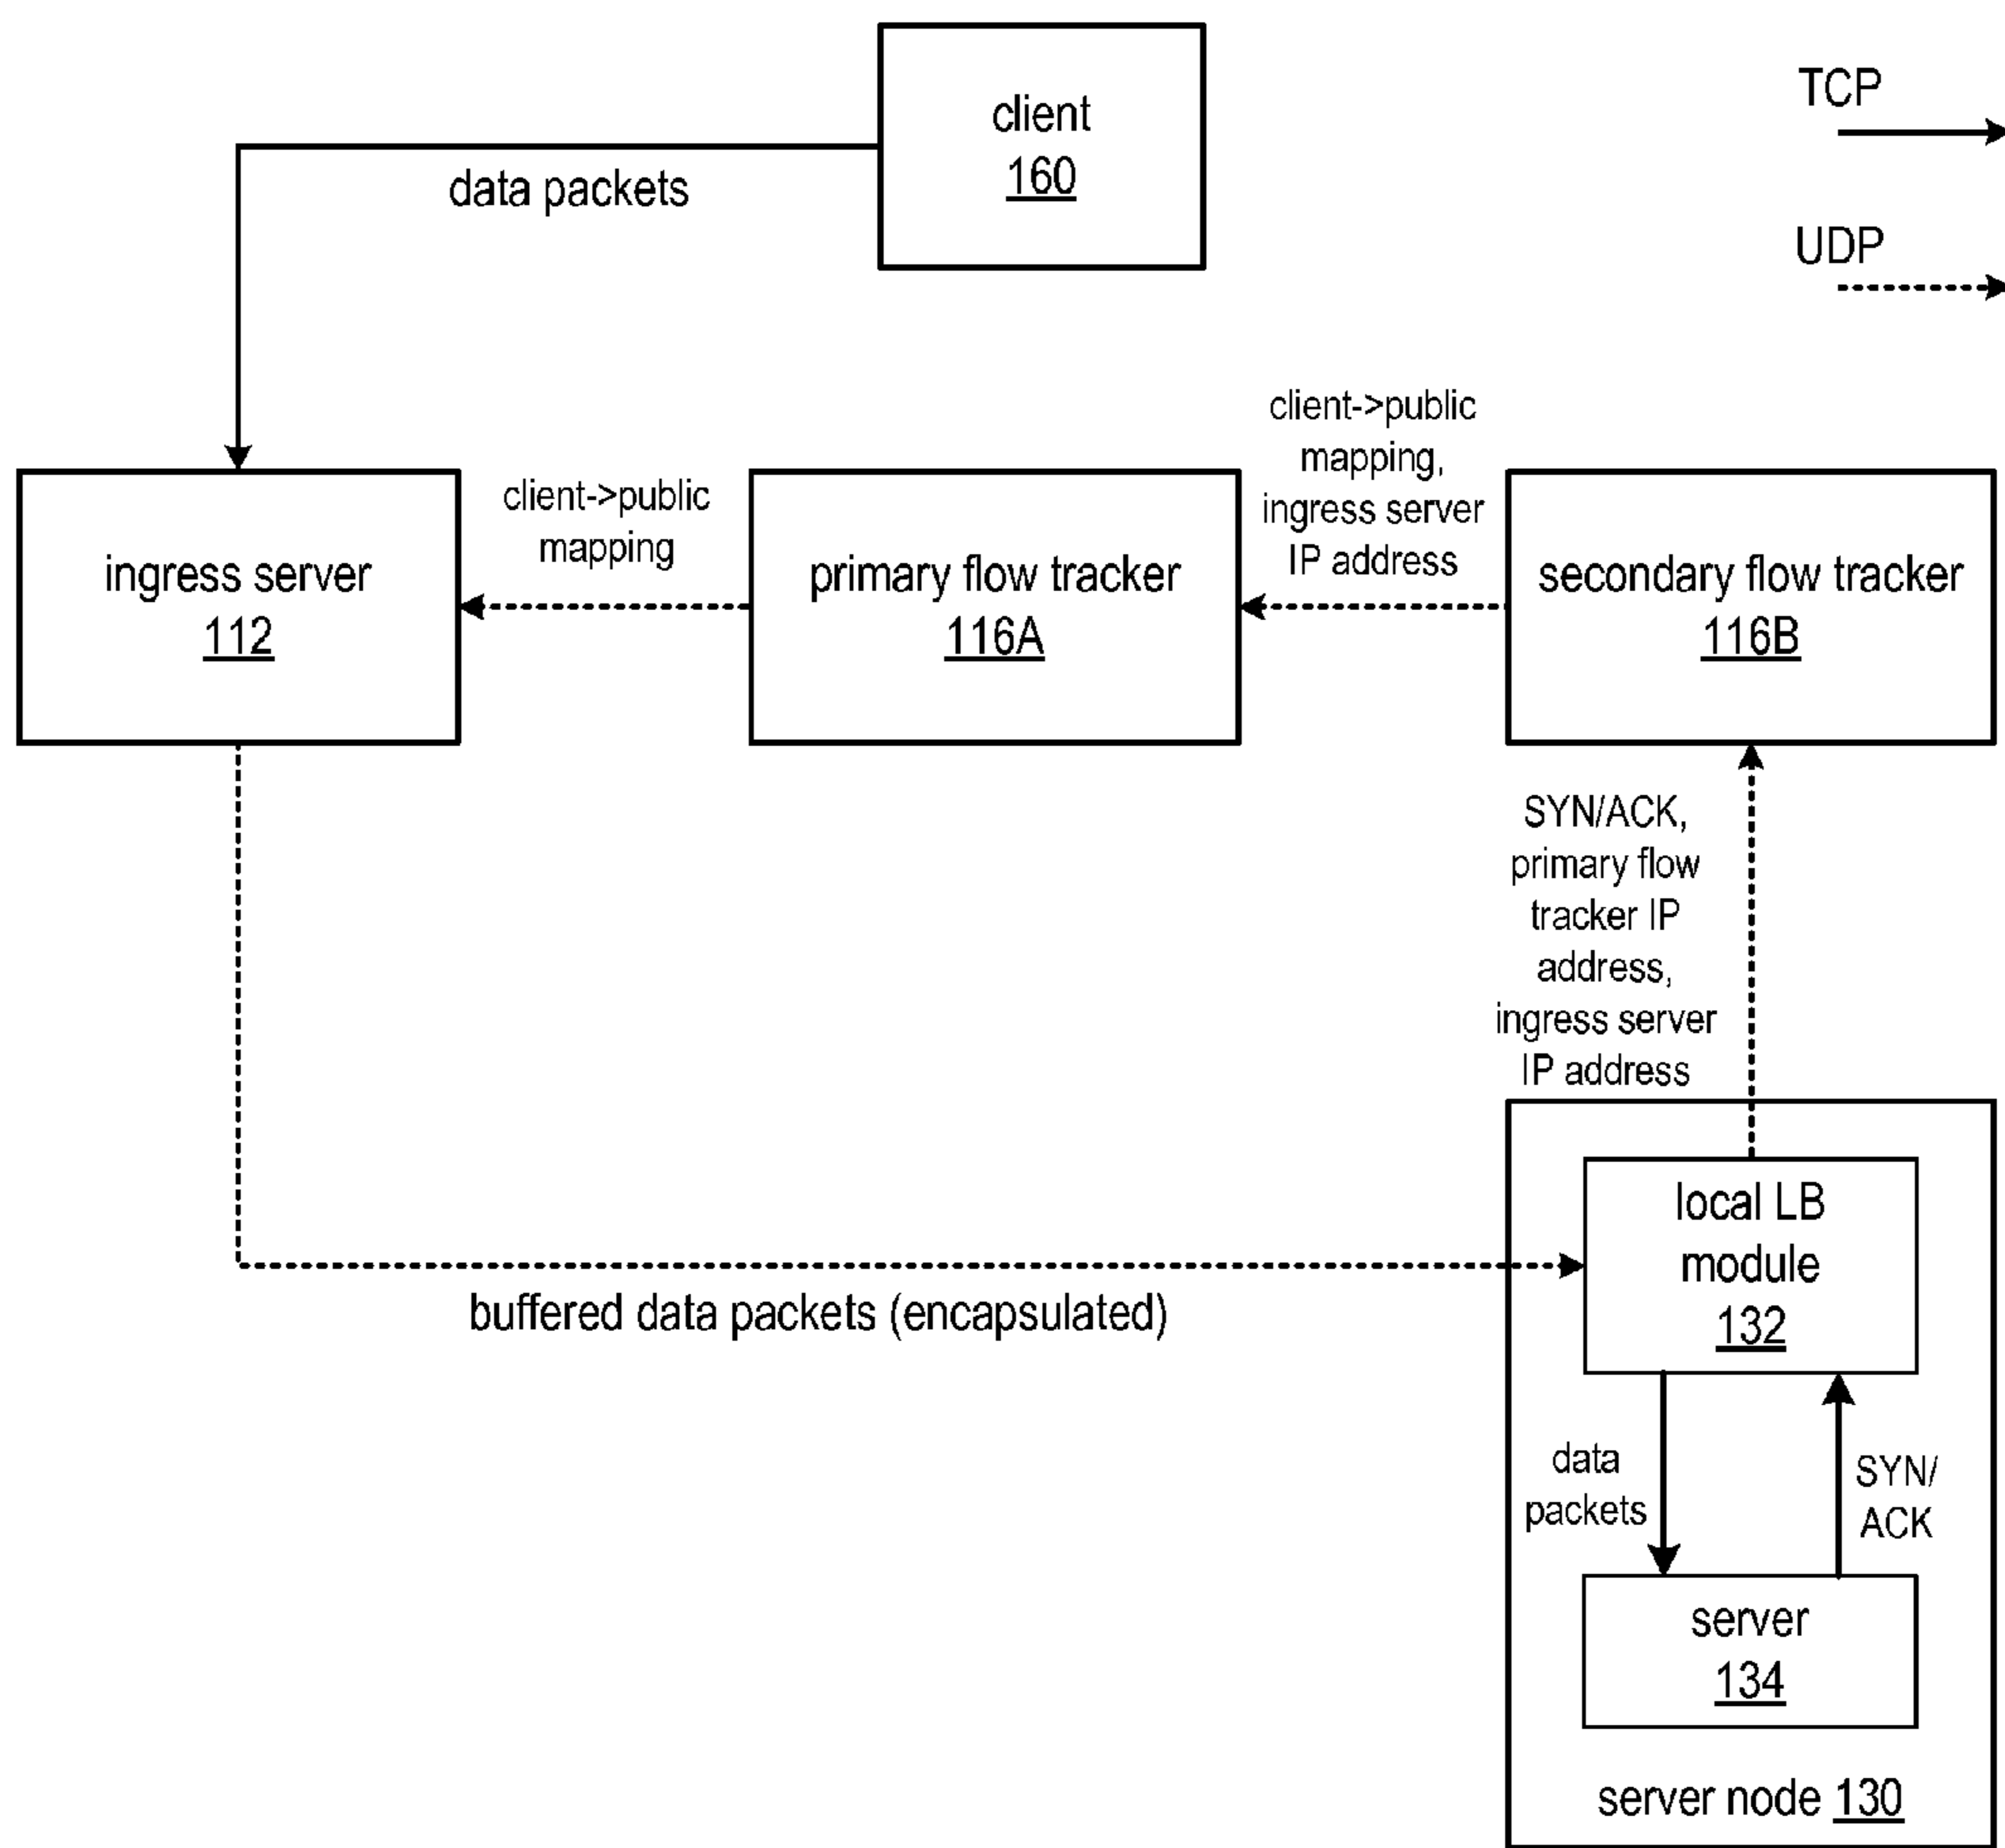 client
160
TCP
data packets
UDP
client->public
mapping,
ingress server
IP address
client->public
mapping
ingress server
112
primary flow tracker
116A
secondary flow tracker
116B
SYN/ACK,
primary flow
tracker IP
address,
ingress server
IP address
local LB
module
132
buffered data packets (encapsulated)
data
packets
SYN/
ACK
server
134
server node 130